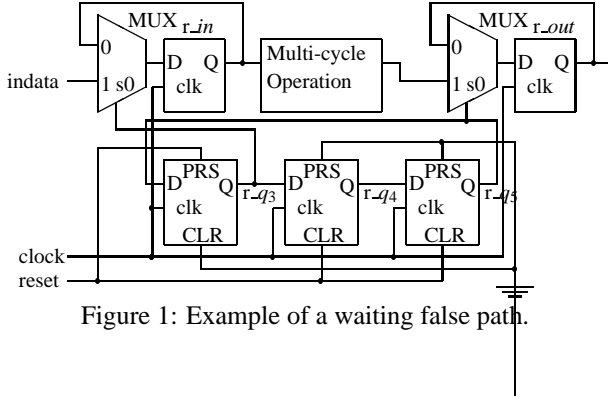 MUX r_in
MUX r_out
0
D Q
clk
1 s0
indata
Multi-cycle
Operation
0
D Q
clk
1 s0
PRS
D Q
clk
CLR
r_q3
PRS
D Q
clk
CLR
r_q4
PRS
D Q
clk
CLR
r_q5
clock
reset
Figure 1: Example of a waiting false path.